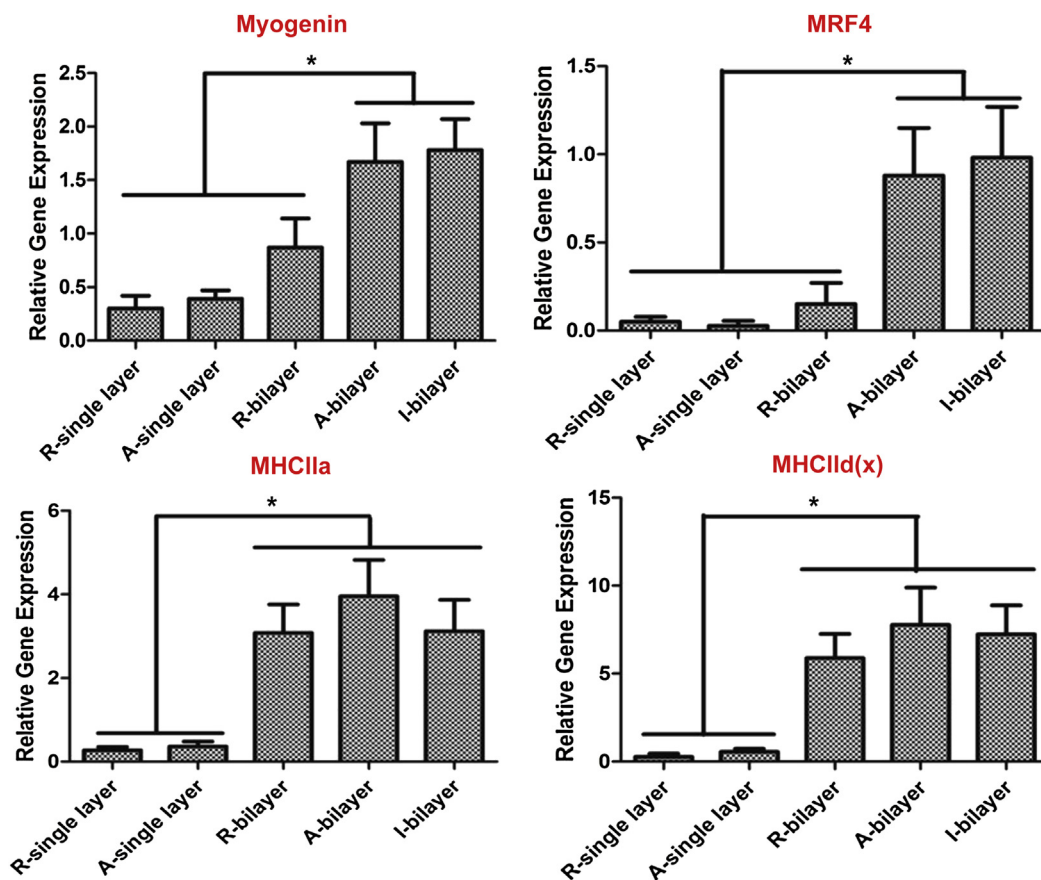 Myogenin
*
Relative Gene Expression
2.5
2.0
1.5
1.0
0.5
0.0
R-single layer
A-single layer
R-bilayer
A-bilayer
I-bilayer
MRF4
*
Relative Gene Expression
1.5
1.0
0.5
0.0
R-single layer
A-single layer
R-bilayer
A-bilayer
I-bilayer
MHCIIa
*
Relative Gene Expression
6
4
2
0
R-single layer
A-single layer
R-bilayer
A-bilayer
I-bilayer
MHCIId(x)
*
Relative Gene Expression
15
10
5
0
R-single layer
A-single layer
R-bilayer
A-bilayer
I-bilayer